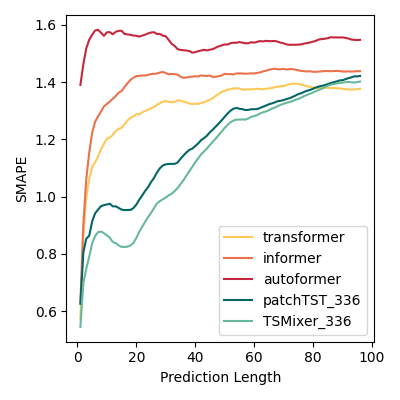 1.6
1.4
1.2
1.0
0.8
0.6
SMAPE
0 20 40 60 80 100
Prediction Length
transformer
informer
autoformer
patchTST_336
TSMixer_336